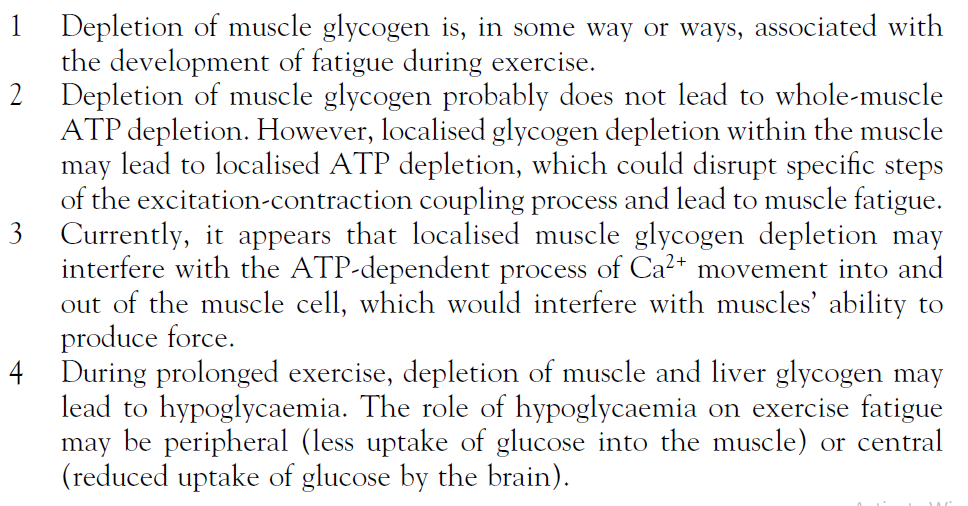 1 Depletion of muscle glycogen is, in some way or ways, associated with
the development of fatigue during exercise.
2 Depletion of muscle glycogen probably does not lead to whole-muscle
ATP depletion. However, localised glycogen depletion within the muscle
may lead to localised ATP depletion, which could disrupt specific steps
of the excitation-contraction coupling process and lead to muscle fatigue.
3 Currently, it appears that localised muscle glycogen depletion may
interfere with the ATP-dependent process of Ca²⁺ movement into and
out of the muscle cell, which would interfere with muscles’ ability to
produce force.
4 During prolonged exercise, depletion of muscle and liver glycogen may
lead to hypoglycaemia. The role of hypoglycaemia on exercise fatigue
may be peripheral (less uptake of glucose into the muscle) or central
(reduced uptake of glucose by the brain).